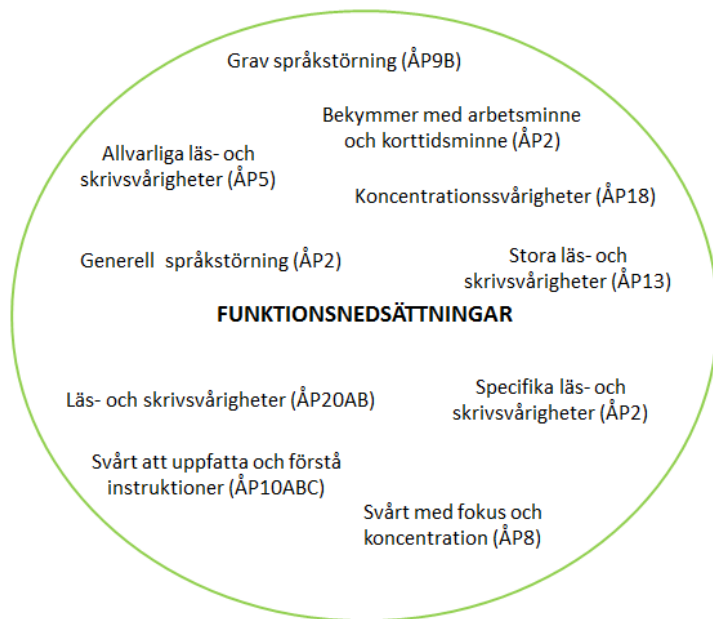 Grav språkstörning (ÅP9B)
Bekymmer med arbetsminne
och korttidsminne (ÅP2)
Allvarliga läs- och
skrivsvårigheter (ÅP5)
Koncentrationssvårigheter (ÅP18)
Generell  språkstörning (ÅP2)
Stora läs- och
skrivsvårigheter (ÅP13)
FUNKTIONSNEDSÄTTNINGAR
Läs- och skrivsvårigheter (ÅP20AB)
Specifika läs- och
skrivsvårigheter (ÅP2)
Svårt att uppfatta och förstå
instruktioner (ÅP10ABC)
Svårt med fokus och
koncentration (ÅP8)